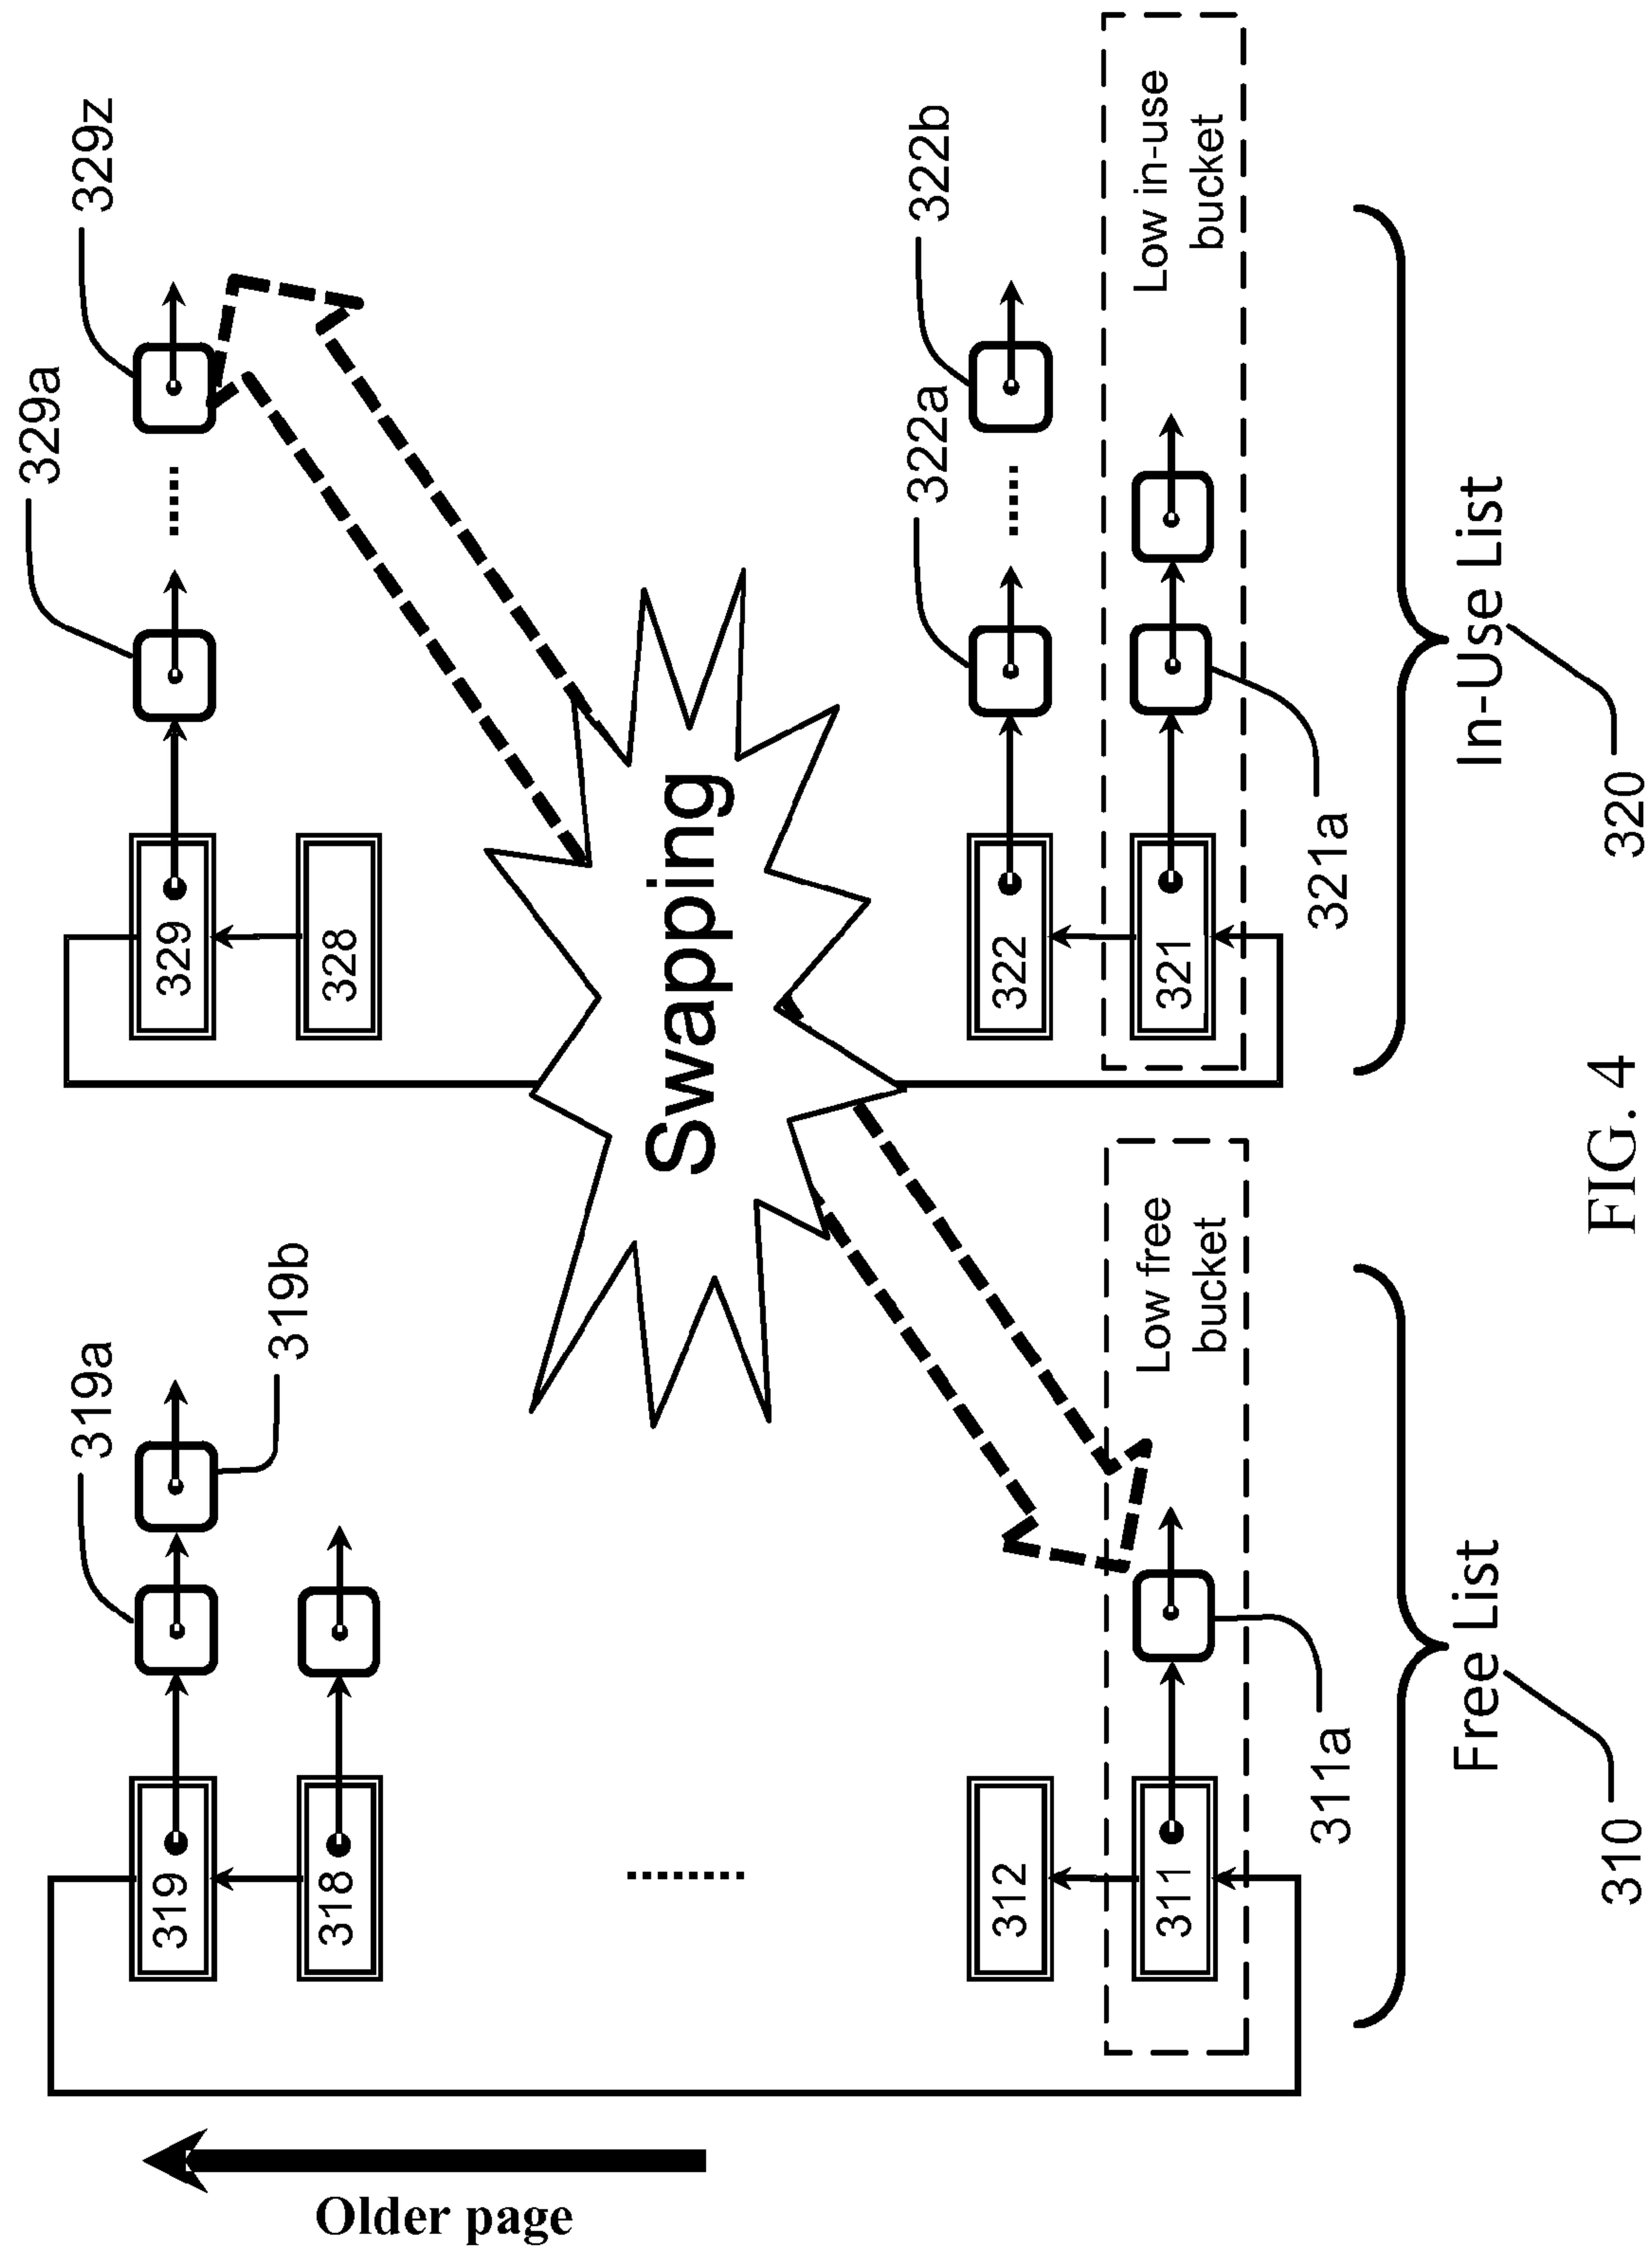 Older page
319a
319b
329a
329z
319
329
318
328
Swapping
322a
322b
312
322
311
Low free
bucket
321
Low in-use
bucket
311a
321a
Free List
In-Use List
310
320
FIG. 4